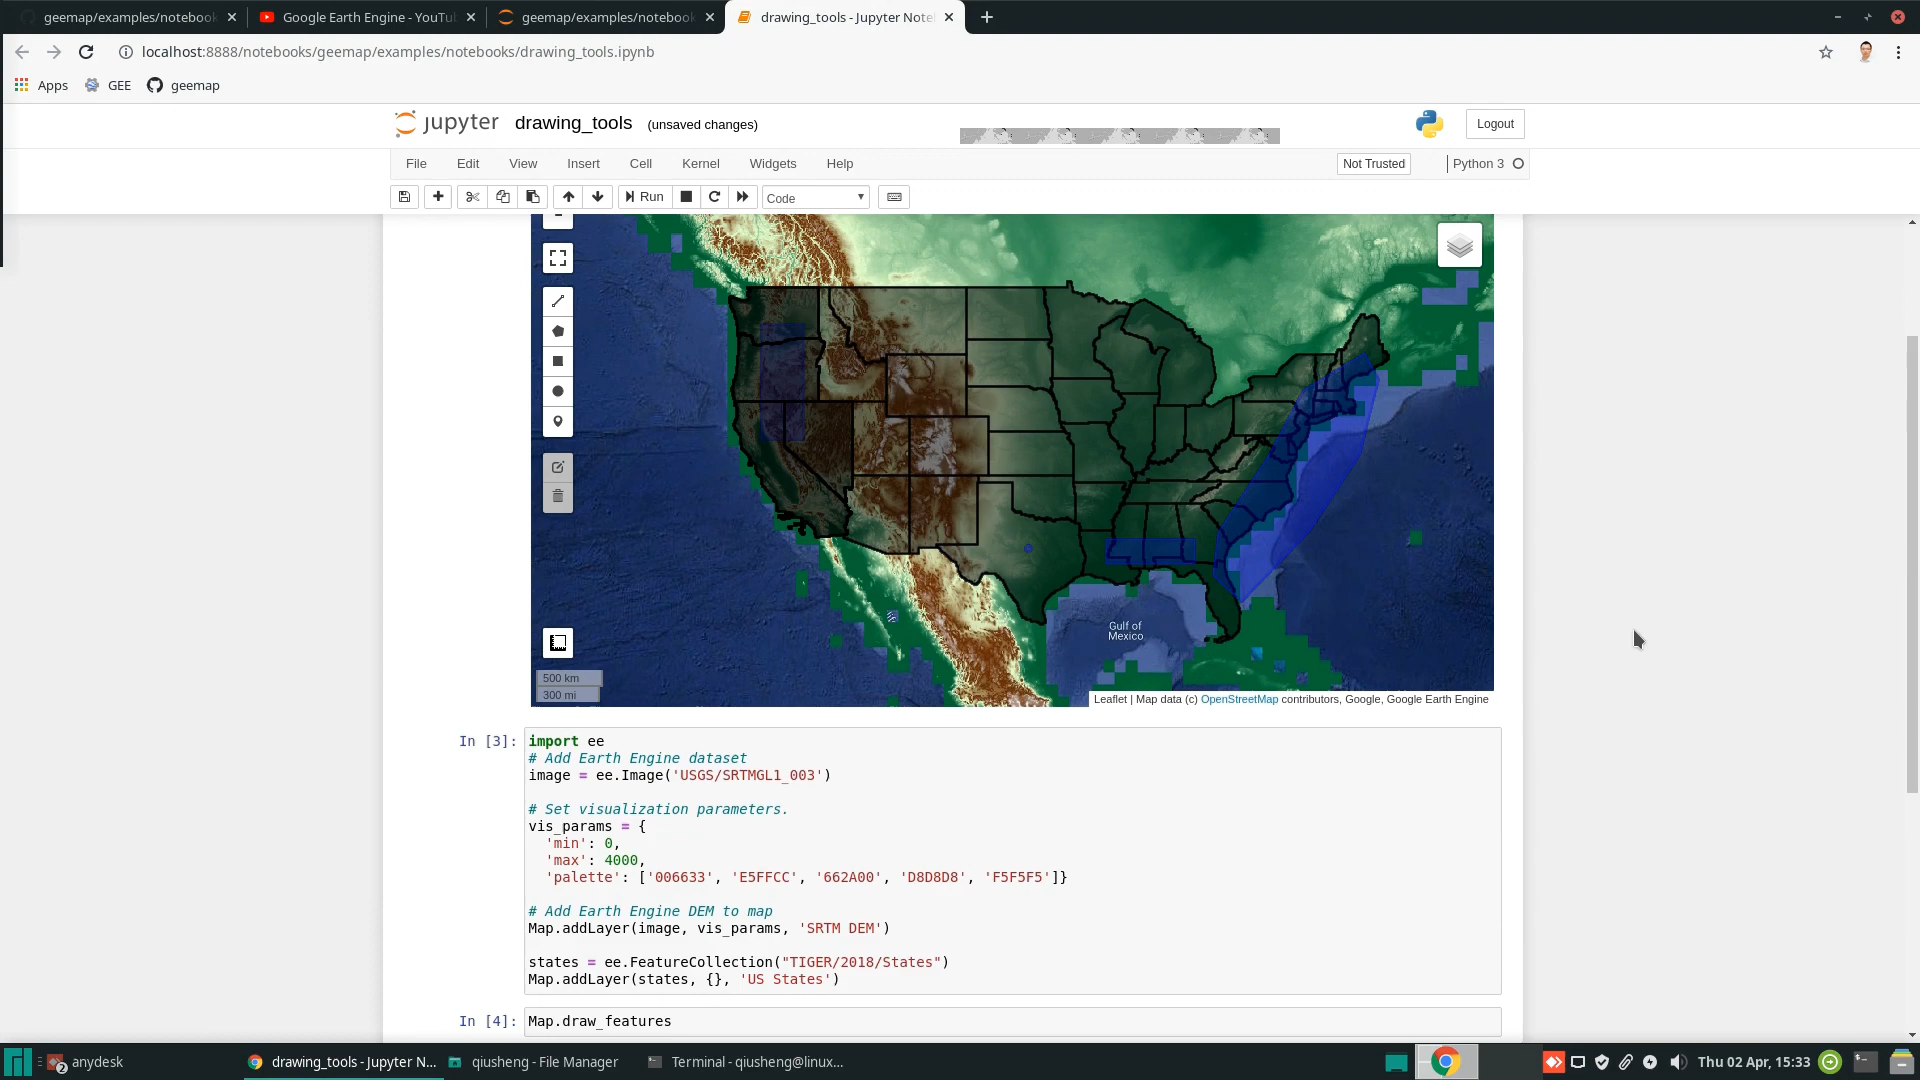 geemap/examples/notebook
Google Earth Engine - YouTu
geemap/examples/notebook
drawing_tools - Jupyter Note
localhost:8888/notebooks/geemap/examples/notebooks/drawing_tools.ipynb
Apps GEE geemap
jupyter drawing_tools (unsaved changes) Logout
File Edit View Insert Cell Kernel Widgets Help Not Trusted Python 3
Run Code
Gulf of
Mexico
500 km
300 mi
Leaflet | Map data (c) OpenStreetMap contributors, Google, Google Earth Engine
In [3]: import ee
# Add Earth Engine dataset
image = ee.Image('USGS/SRTMGL1_003')
# Set visualization parameters.
vis_params = {
'min': 0,
'max': 4000,
'palette': ['006633', 'E5FFCC', '662A00', 'D8D8D8', 'F5F5F5']}
# Add Earth Engine DEM to map
Map.addLayer(image, vis_params, 'SRTM DEM')
states = ee.FeatureCollection("TIGER/2018/States")
Map.addLayer(states, {}, 'US States')
In [4]: Map.draw_features
2 anydesk drawing_tools - Jupyter N... qiusheng - File Manager Terminal - qiusheng@linux... Thu 02 Apr, 15:33